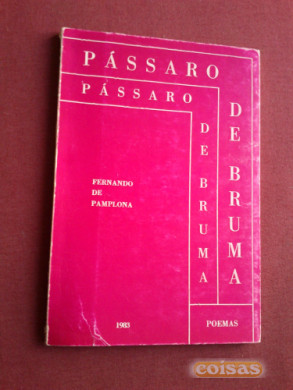 PÁSSARO
DE BRUMA
PÁSSARO
DE BRUMA
FERNANDO
DE
PAMPLONA
1983
POEMAS
coisas